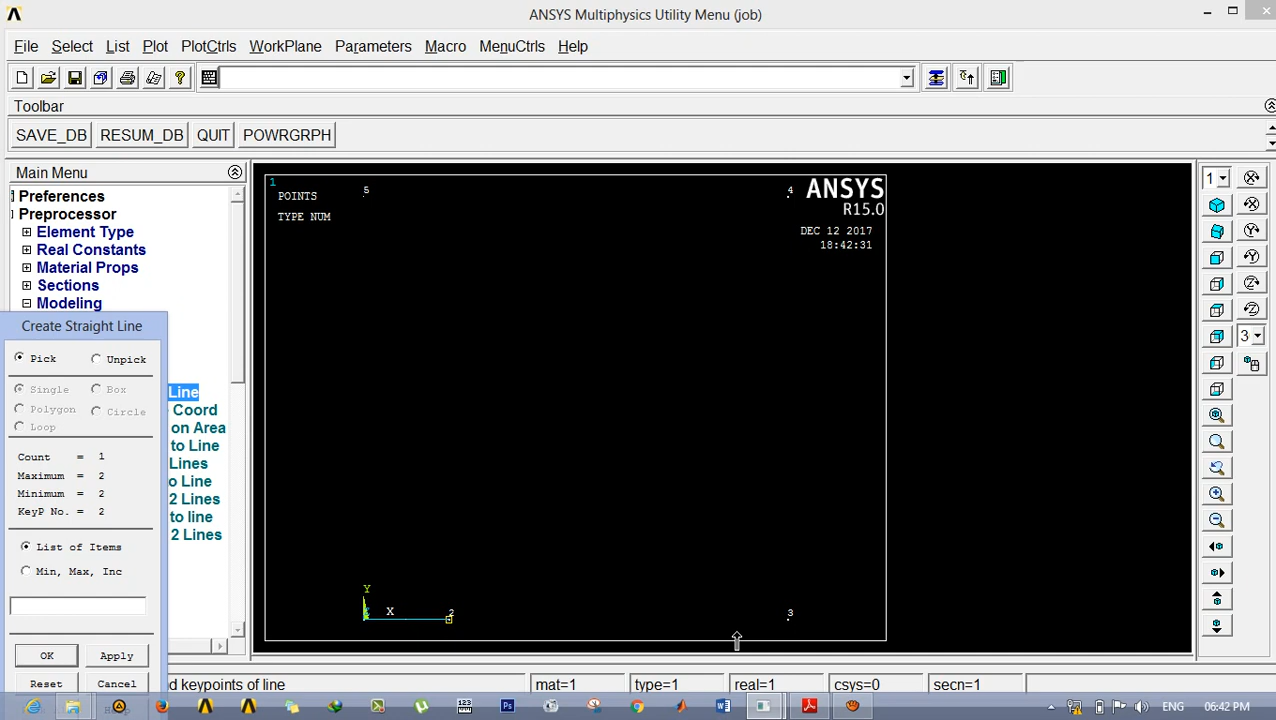 ANSYS Multiphysics Utility Menu (job)
File Select List Plot PlotCtrls WorkPlane Parameters Macro MenuCtrls Help
Toolbar
SAVE_DB RESUM_DB QUIT POWRGRPH
Main Menu
Preferences
Preprocessor
Element Type
Real Constants
Material Props
Sections
Modeling
Create Straight Line
Pick Unpick
Single Box
Polygon Circle
Loop
Count = 1
Maximum = 2
Minimum = 2
KeyP No. = 2
List of Items
Min, Max, Inc
OK Apply
Reset Cancel
Line
Coord
on Area
to Line
Lines
o Line
2 Lines
to line
2 Lines
1
POINTS
TYPE NUM
5
4
ANSYS
R15.0
DEC 12 2017
18:42:31
Y
X
2
3
1
3
d keypoints of line
mat=1 type=1 real=1 csys=0 secn=1
123
Ps
ENG 06:42 PM